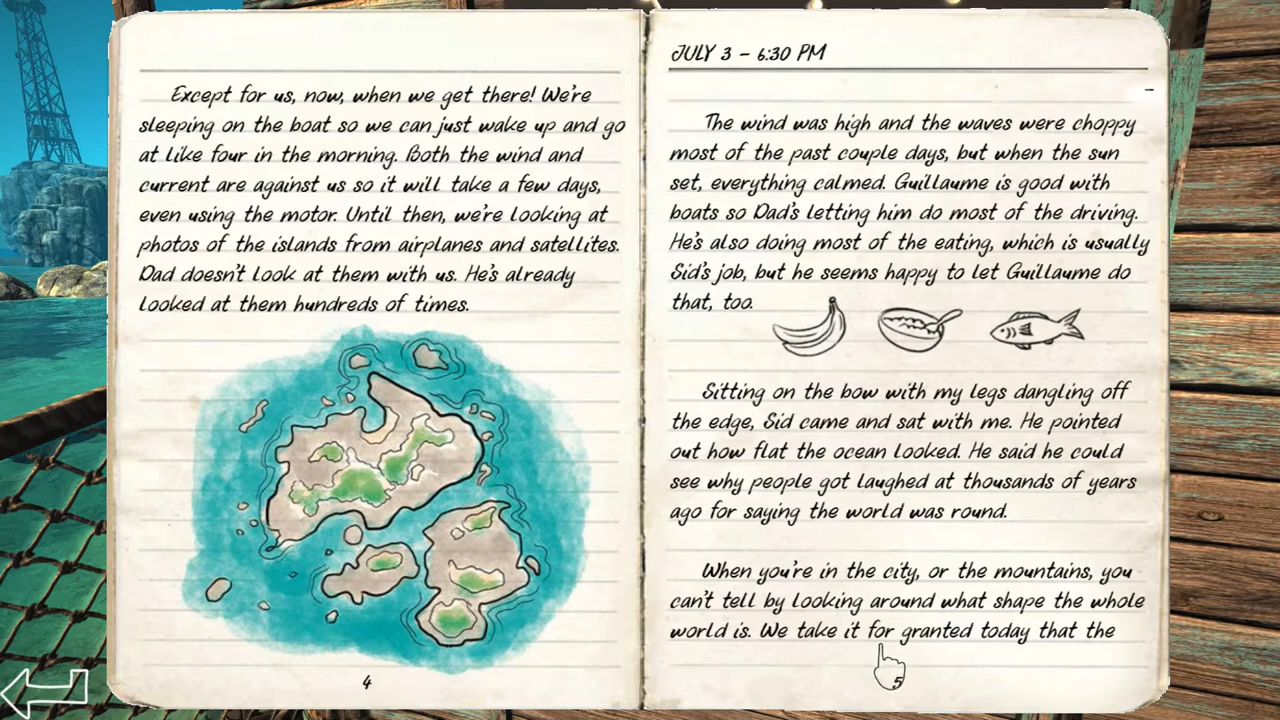 Except for us, now, when we get there! We're
sleeping on the boat so we can just wake up and go
at like four in the morning. Both the wind and
current are against us so it will take a few days,
even using the motor. Until then, we're looking at
photos of the islands from airplanes and satellites.
Dad doesn't look at them with us. He's already
looked at them hundreds of times.
4
JULY 3 – 6:30 PM
The wind was high and the waves were choppy
most of the past couple days, but when the sun
set, everything calmed. Guillaume is good with
boats so Dad's letting him do most of the driving.
He's also doing most of the eating, which is usually
Sid's job, but he seems happy to let Guillaume do
that, too.
Sitting on the bow with my legs dangling off
the edge, Sid came and sat with me. He pointed
out how flat the ocean looked. He said he could
see why people got laughed at thousands of years
ago for saying the world was round.
When you're in the city, or the mountains, you
can't tell by looking around what shape the whole
world is. We take it for granted today that the
5